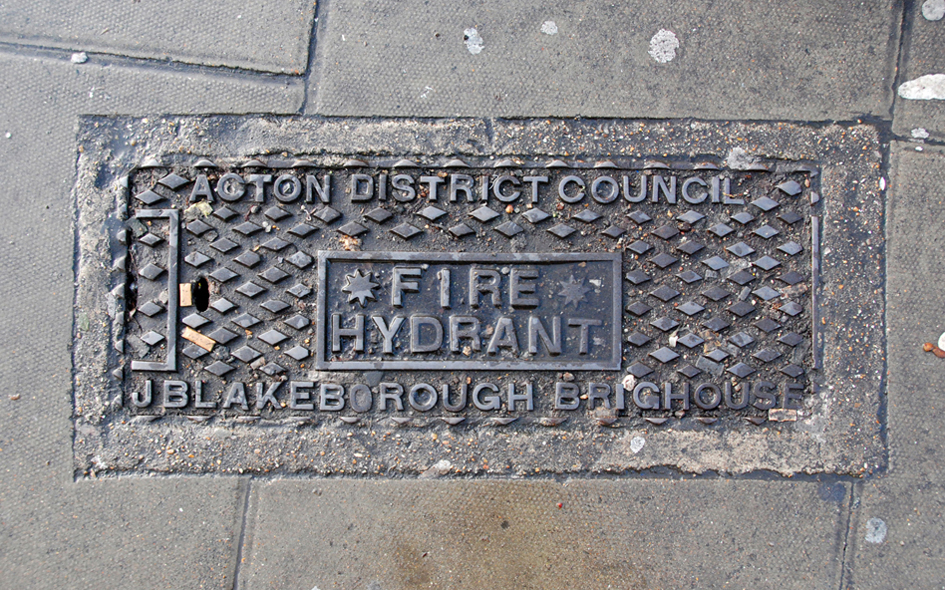 ACTON DISTRICT COUNCIL
FIRE
HYDRANT
J BLAKEBOROUGH BRIGHOUSE